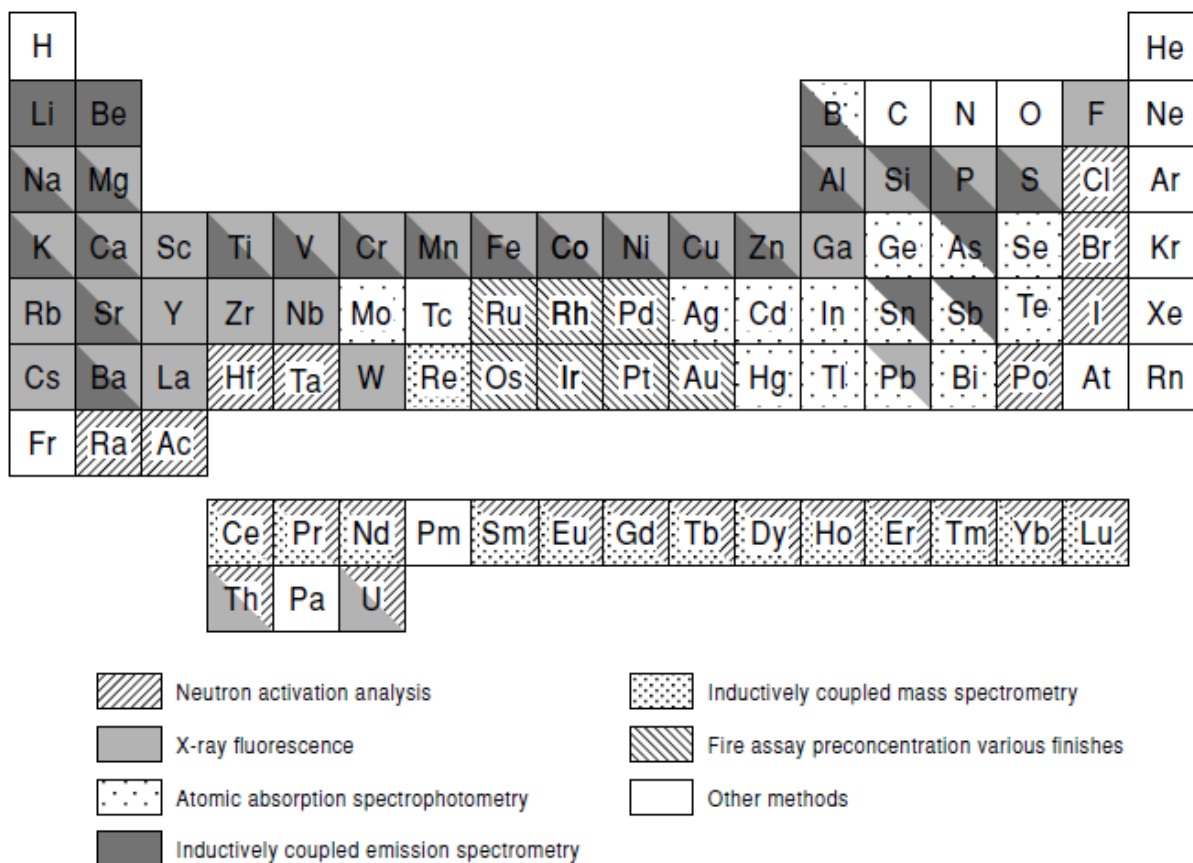 H He
Li Be B C N O F Ne
Na Mg Al Si P S Cl Ar
K Ca Sc Ti V Cr Mn Fe Co Ni Cu Zn Ga Ge As Se Br Kr
Rb Sr Y Zr Nb Mo Tc Ru Rh Pd Ag Cd In Sn Sb Te I Xe
Cs Ba La Hf Ta W Re Os Ir Pt Au Hg Tl Pb Bi Po At Rn
Fr Ra Ac
Ce Pr Nd Pm Sm Eu Gd Tb Dy Ho Er Tm Yb Lu
Th Pa U
Neutron activation analysis
X-ray fluorescence
Atomic absorption spectrophotometry
Inductively coupled emission spectrometry
Inductively coupled mass spectrometry
Fire assay preconcentration various finishes
Other methods